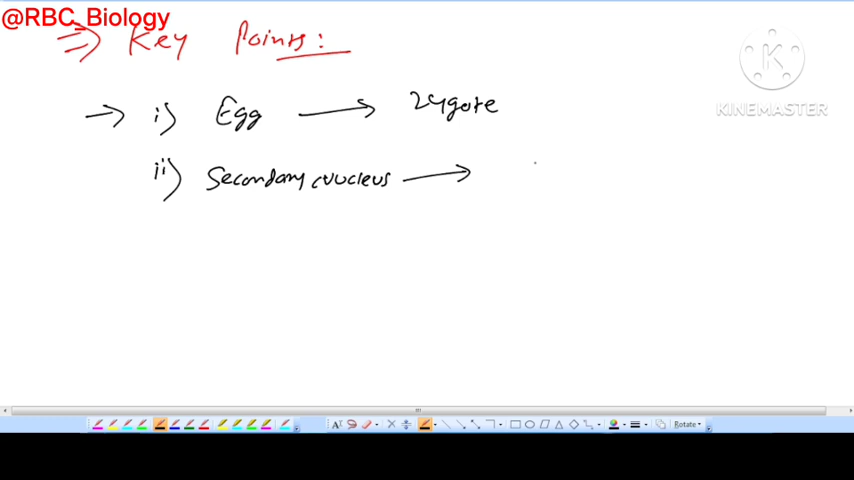 @RBC_Biology
⇒ Key Points:
KINEMASTER
→ i) Egg → Zygote
ii) Secondary nucleus →
Rotate